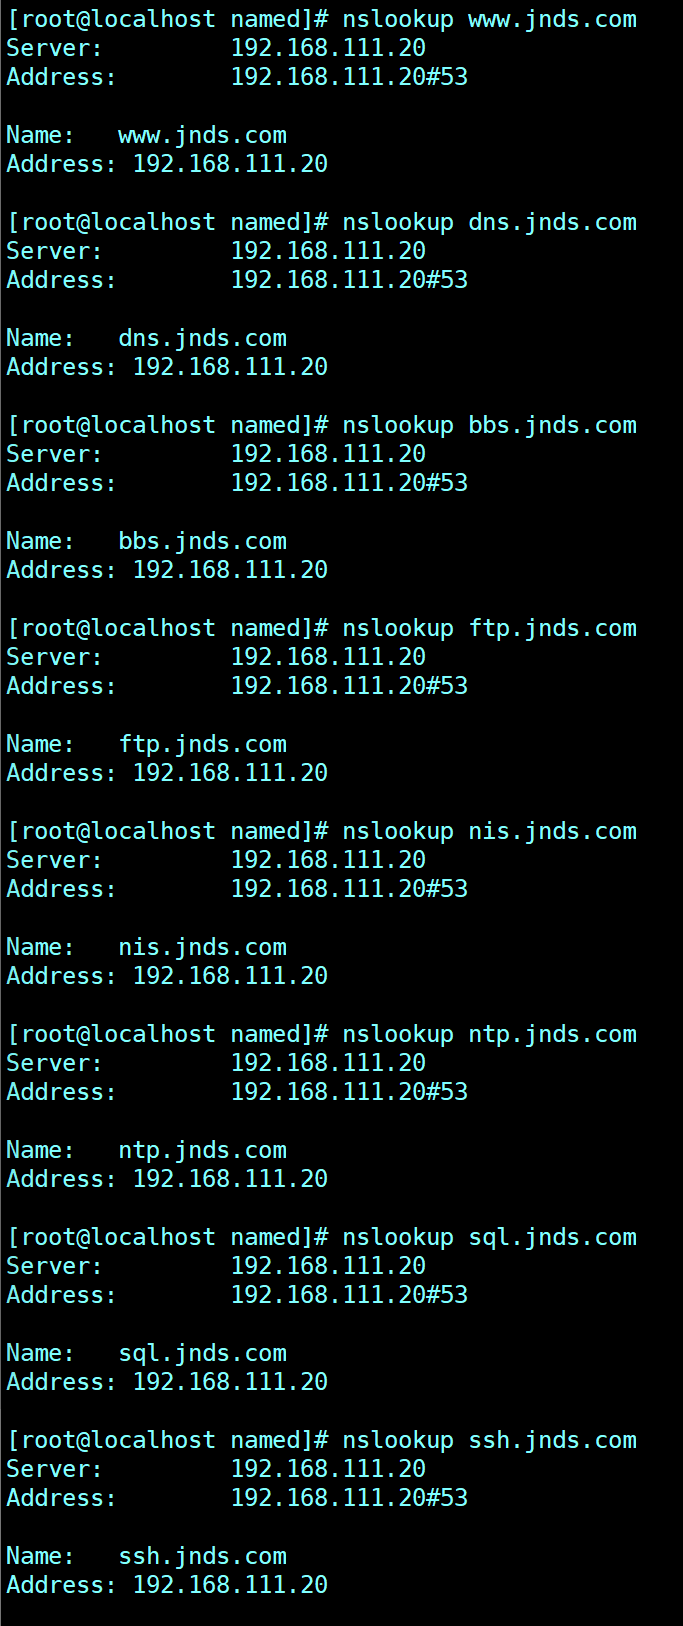 [root@localhost named]# nslookup www.jnds.com
Server:         192.168.111.20
Address:        192.168.111.20#53

Name:   www.jnds.com
Address: 192.168.111.20

[root@localhost named]# nslookup dns.jnds.com
Server:         192.168.111.20
Address:        192.168.111.20#53

Name:   dns.jnds.com
Address: 192.168.111.20

[root@localhost named]# nslookup bbs.jnds.com
Server:         192.168.111.20
Address:        192.168.111.20#53

Name:   bbs.jnds.com
Address: 192.168.111.20

[root@localhost named]# nslookup ftp.jnds.com
Server:         192.168.111.20
Address:        192.168.111.20#53

Name:   ftp.jnds.com
Address: 192.168.111.20

[root@localhost named]# nslookup nis.jnds.com
Server:         192.168.111.20
Address:        192.168.111.20#53

Name:   nis.jnds.com
Address: 192.168.111.20

[root@localhost named]# nslookup ntp.jnds.com
Server:         192.168.111.20
Address:        192.168.111.20#53

Name:   ntp.jnds.com
Address: 192.168.111.20

[root@localhost named]# nslookup sql.jnds.com
Server:         192.168.111.20
Address:        192.168.111.20#53

Name:   sql.jnds.com
Address: 192.168.111.20

[root@localhost named]# nslookup ssh.jnds.com
Server:         192.168.111.20
Address:        192.168.111.20#53

Name:   ssh.jnds.com
Address: 192.168.111.20